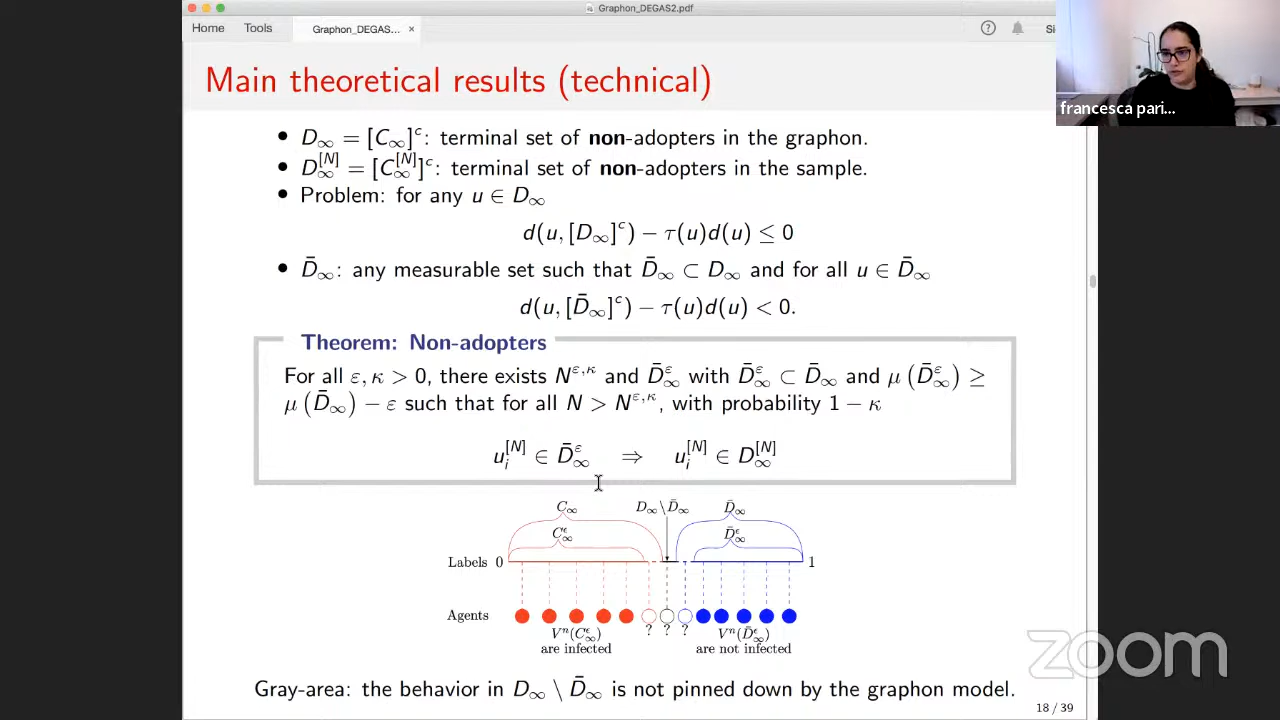 Graphon_DEGAS2.pdf
Home Tools Graphon_DEGAS... × Si
Main theoretical results (technical)
francesca pari...
• D∞ = [C∞]ᶜ: terminal set of non-adopters in the graphon.
• D∞^[N] = [C∞^[N]]ᶜ: terminal set of non-adopters in the sample.
• Problem: for any u ∈ D∞
d(u, [D∞]ᶜ) − τ(u)d(u) ≤ 0
• D̄∞: any measurable set such that D̄∞ ⊂ D∞ and for all u ∈ D̄∞
d(u, [D̄∞]ᶜ) − τ(u)d(u) < 0.
Theorem: Non-adopters
For all ε, κ > 0, there exists N^{ε,κ} and D̄∞^ε with D̄∞^ε ⊂ D̄∞ and μ(D̄∞^ε) ≥
μ(D̄∞) − ε such that for all N > N^{ε,κ}, with probability 1 − κ
u_i^[N] ∈ D̄∞^ε ⇒ u_i^[N] ∈ D∞^[N]
C∞ D∞\D̄∞ D̄∞
C∞^ϵ D̄∞^ϵ
Labels 0 1
Agents
? ? ?
Vⁿ(C∞^ϵ) Vⁿ(D̄∞^ϵ)
are infected are not infected
Gray-area: the behavior in D∞ \ D̄∞ is not pinned down by the graphon model.
18 / 39
zoom